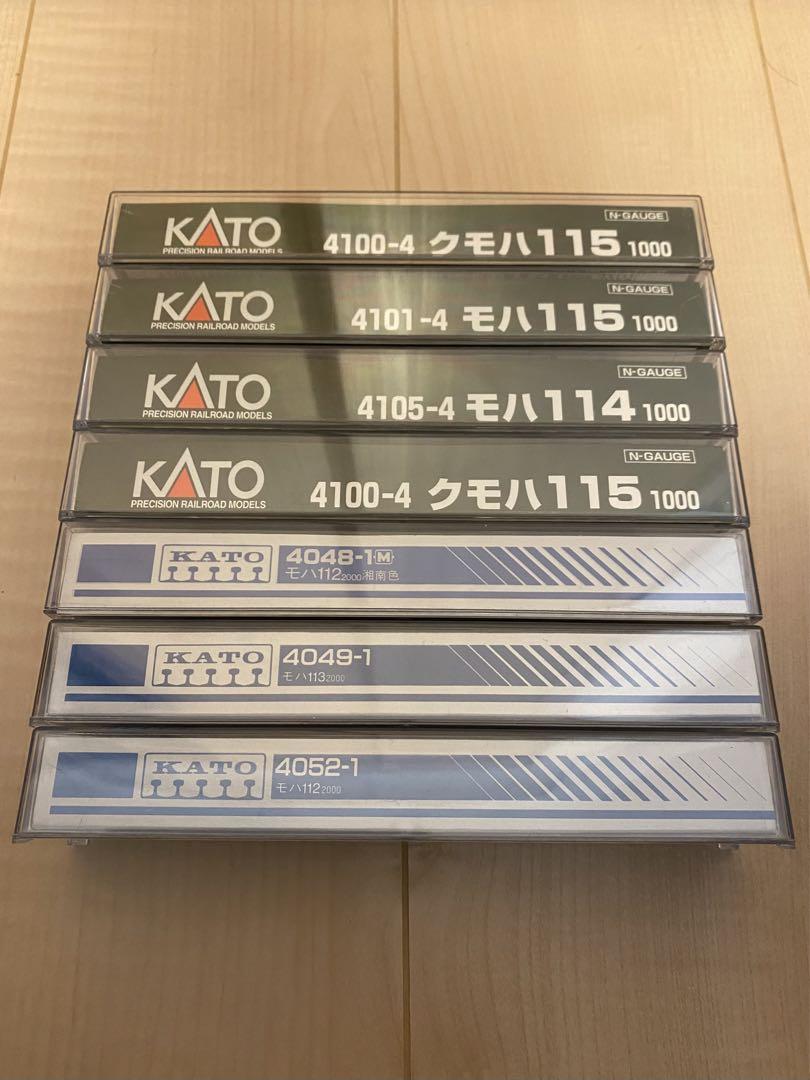 KATO
PRECISION RAILROAD MODELS
N-GAUGE
4100-4 クモハ115 1000
KATO
PRECISION RAILROAD MODELS
N-GAUGE
4101-4 モハ115 1000
KATO
PRECISION RAILROAD MODELS
N-GAUGE
4105-4 モハ114 1000
KATO
PRECISION RAILROAD MODELS
N-GAUGE
4100-4 クモハ115 1000
KATO
4048-1 M
モハ112 2000湘南色
KATO
4049-1
モハ113 2000
KATO
4052-1
モハ112 2000